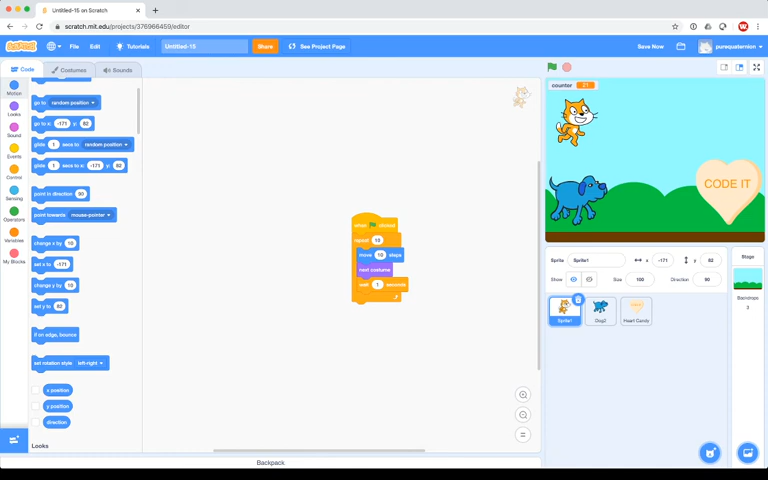 Untitled-15 on Scratch
scratch.mit.edu/projects/376966459/editor
SCRATCH File Edit Tutorials Untitled-15 Share See Project Page Save Now purequaternion
Code Costumes Sounds
Motion
Looks
Sound
Events
Control
Sensing
Operators
Variables
My Blocks
go to random position
go to x: -171 y: 82
glide 1 secs to random position
glide 1 secs to x: -171 y: 82
point in direction 90
point towards mouse-pointer
change x by 10
set x to -171
change y by 10
set y to 82
if on edge, bounce
set rotation style left-right
x position
y position
direction
Looks
when clicked
repeat 10
move 10 steps
next costume
wait 1 seconds
Backpack
counter 21
CODE IT
Sprite Sprite1 x -171 y 82
Show Size 100 Direction 90
Sprite1 Dog2 Heart Candy
Stage
Backdrops
3